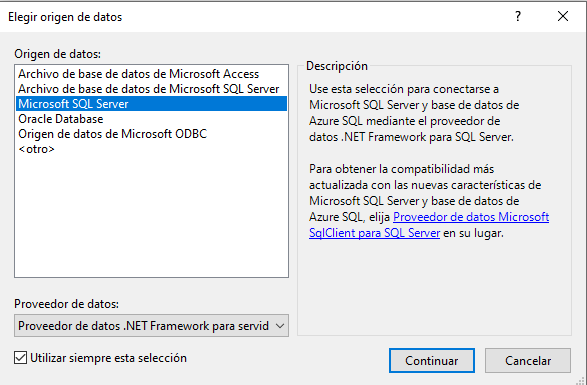 Elegir origen de datos
?
Origen de datos:
Archivo de base de datos de Microsoft Access
Archivo de base de datos de Microsoft SQL Server
Microsoft SQL Server
Oracle Database
Origen de datos de Microsoft ODBC
<otro>
Descripción
Use esta selección para conectarse a
Microsoft SQL Server y base de datos de
Azure SQL mediante el proveedor de
datos .NET Framework para SQL Server.
Para obtener la compatibilidad más
actualizada con las nuevas características de
Microsoft SQL Server y base de datos de
Azure SQL, elija Proveedor de datos Microsoft
SqlClient para SQL Server en su lugar.
Proveedor de datos:
Proveedor de datos .NET Framework para servid
Utilizar siempre esta selección
Continuar
Cancelar